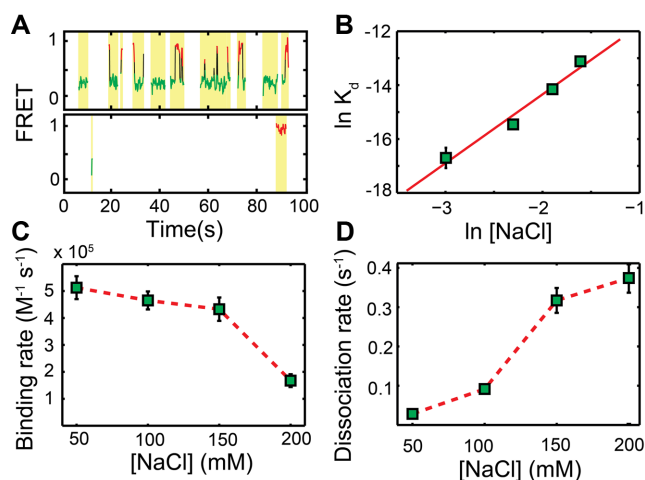 A
1
0
1
0
FRET
0 20 40 60 80 100
Time(s)
B
-12
-14
-16
-18
ln K_d
−3 −2 −1
ln [NaCl]
C
x 10⁵
5
4
3
2
1
Binding rate (M⁻¹ s⁻¹)
50 100 150 200
[NaCl] (mM)
D
0.4
0.3
0.2
0.1
Dissociation rate (s⁻¹)
50 100 150 200
[NaCl] (mM)